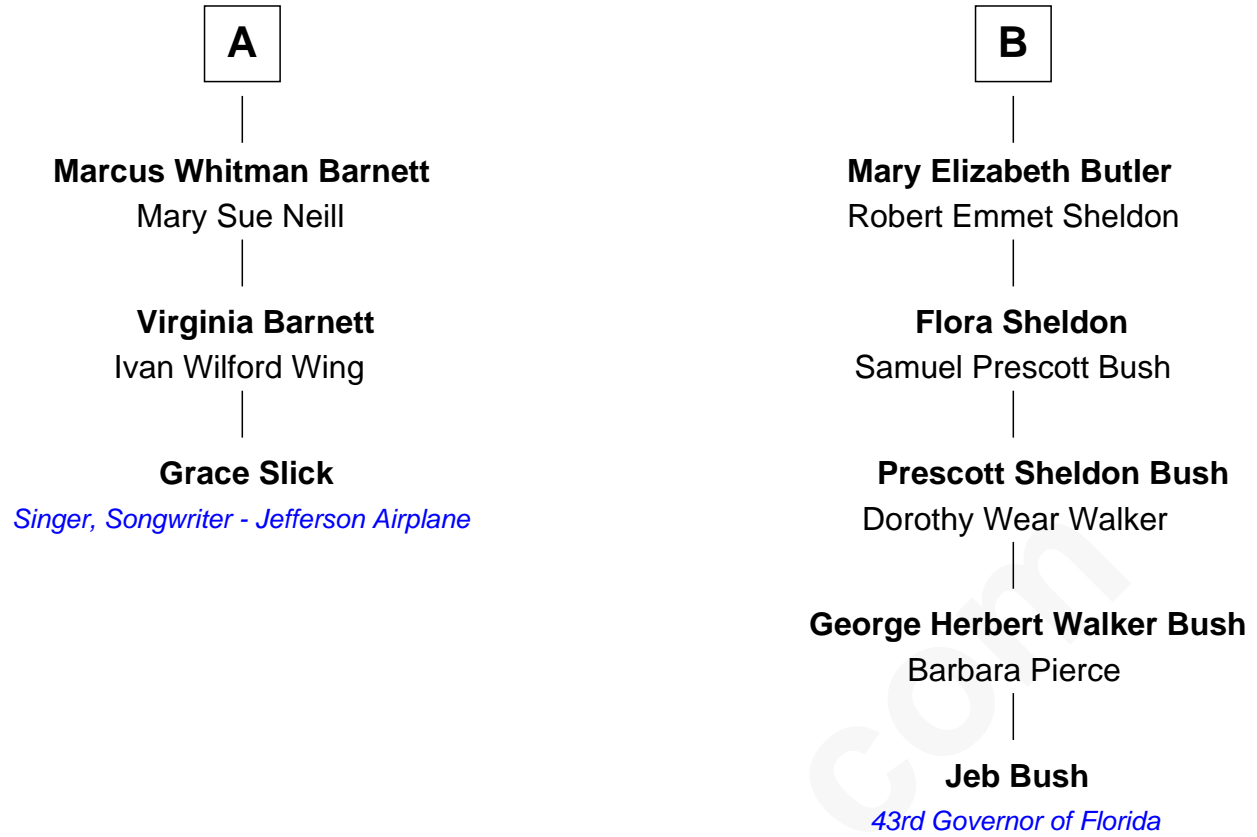 A
Marcus Whitman Barnett
Mary Sue Neill
Virginia Barnett
Ivan Wilford Wing
Grace Slick
Singer, Songwriter - Jefferson Airplane
B
Mary Elizabeth Butler
Robert Emmet Sheldon
Flora Sheldon
Samuel Prescott Bush
Prescott Sheldon Bush
Dorothy Wear Walker
George Herbert Walker Bush
Barbara Pierce
Jeb Bush
43rd Governor of Florida
com